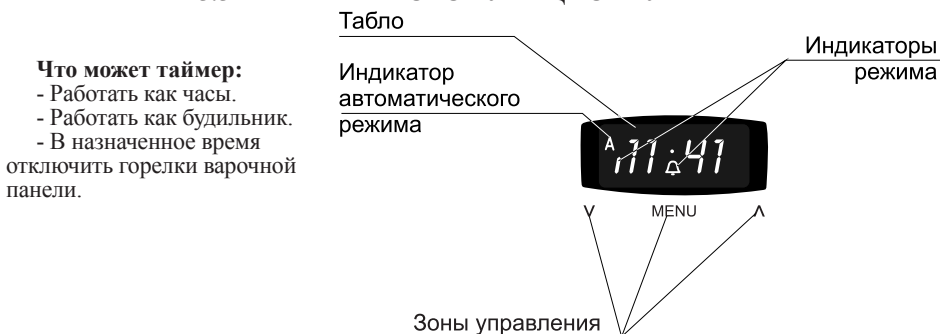 Табло
Индикаторы
режима
Что может таймер:
- Работать как часы.
- Работать как будильник.
- В назначенное время
отключить горелки варочной
панели.
Индикатор
автоматического
режима
A
11:41
V MENU Λ
Зоны управления